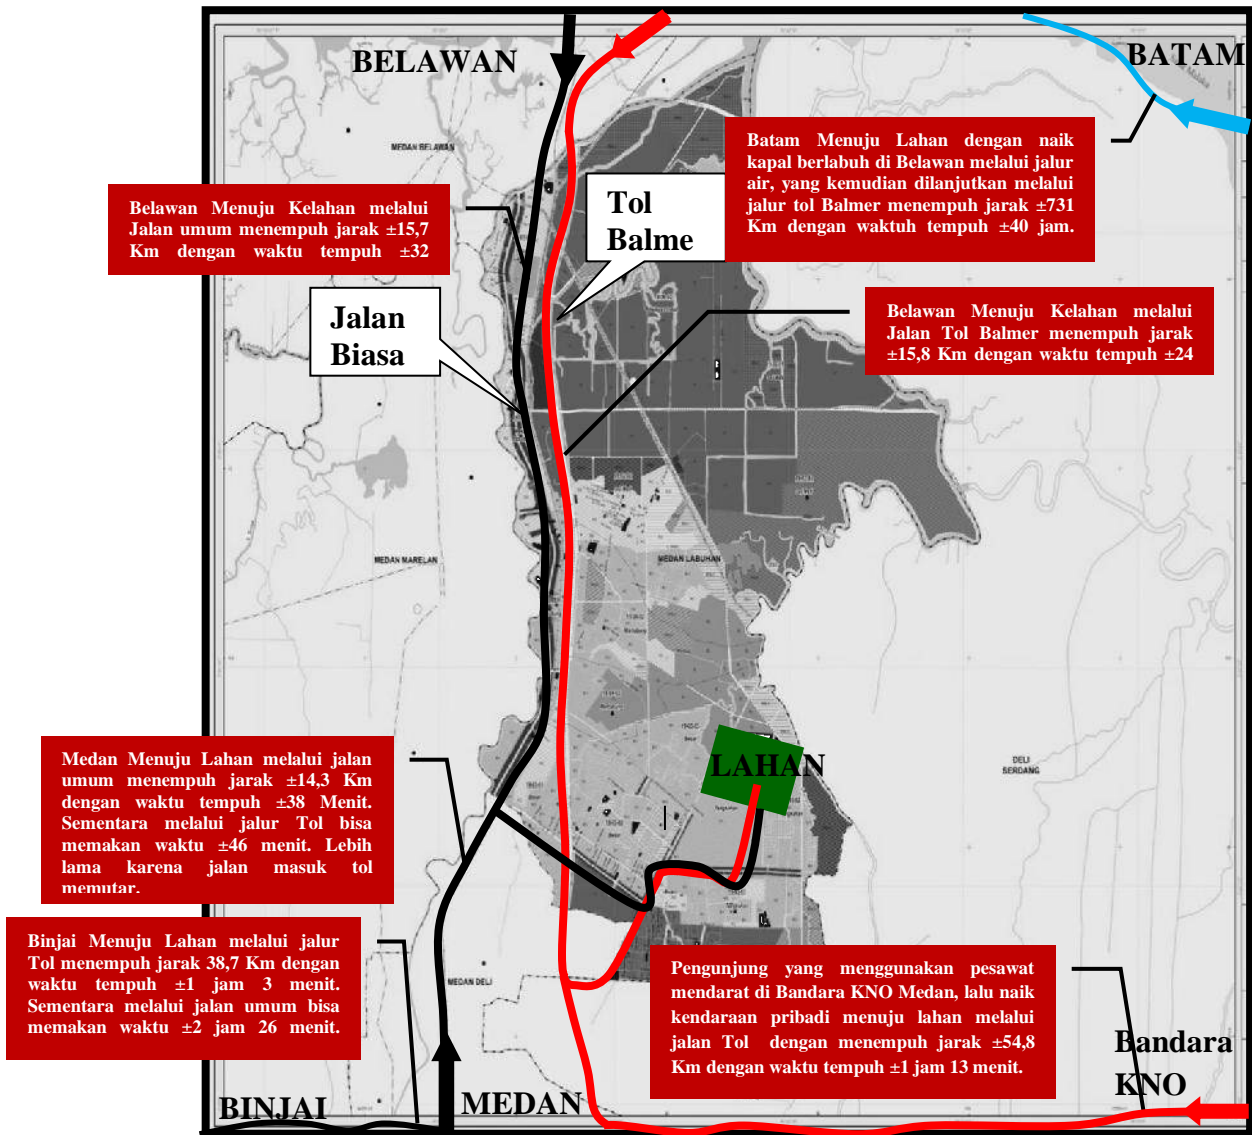 BELAWAN
BATAM
MEDAN BELAWAN
Batam Menuju Lahan dengan naik
kapal berlabuh di Belawan melalui jalur
air, yang kemudian dilanjutkan melalui
jalur tol Balmer menempuh jarak ±731
Km dengan waktuh tempuh ±40 jam.
Belawan Menuju Kelahan melalui
Jalan umum menempuh jarak ±15,7
Km dengan waktu tempuh ±32
Tol
Balme
Jalan
Biasa
Belawan Menuju Kelahan melalui
Jalan Tol Balmer menempuh jarak
±15,8 Km dengan waktu tempuh ±24
MEDAN MARELAN
MEDAN LABUHAN
LAHAN
DELI
SERDANG
Medan Menuju Lahan melalui jalan
umum menempuh jarak ±14,3 Km
dengan waktu tempuh ±38 Menit.
Sementara melalui jalur Tol bisa
memakan waktu ±46 menit. Lebih
lama karena jalan masuk tol
memutar.
Binjai Menuju Lahan melalui jalur
Tol menempuh jarak 38,7 Km dengan
waktu tempuh ±1 jam 3 menit.
Sementara melalui jalan umum bisa
memakan waktu ±2 jam 26 menit.
MEDAN DELI
Pengunjung yang menggunakan pesawat
mendarat di Bandara KNO Medan, lalu naik
kendaraan pribadi menuju lahan melalui
jalan Tol dengan menempuh jarak ±54,8
Km dengan waktu tempuh ±1 jam 13 menit.
Bandara
KNO
BINJAI
MEDAN